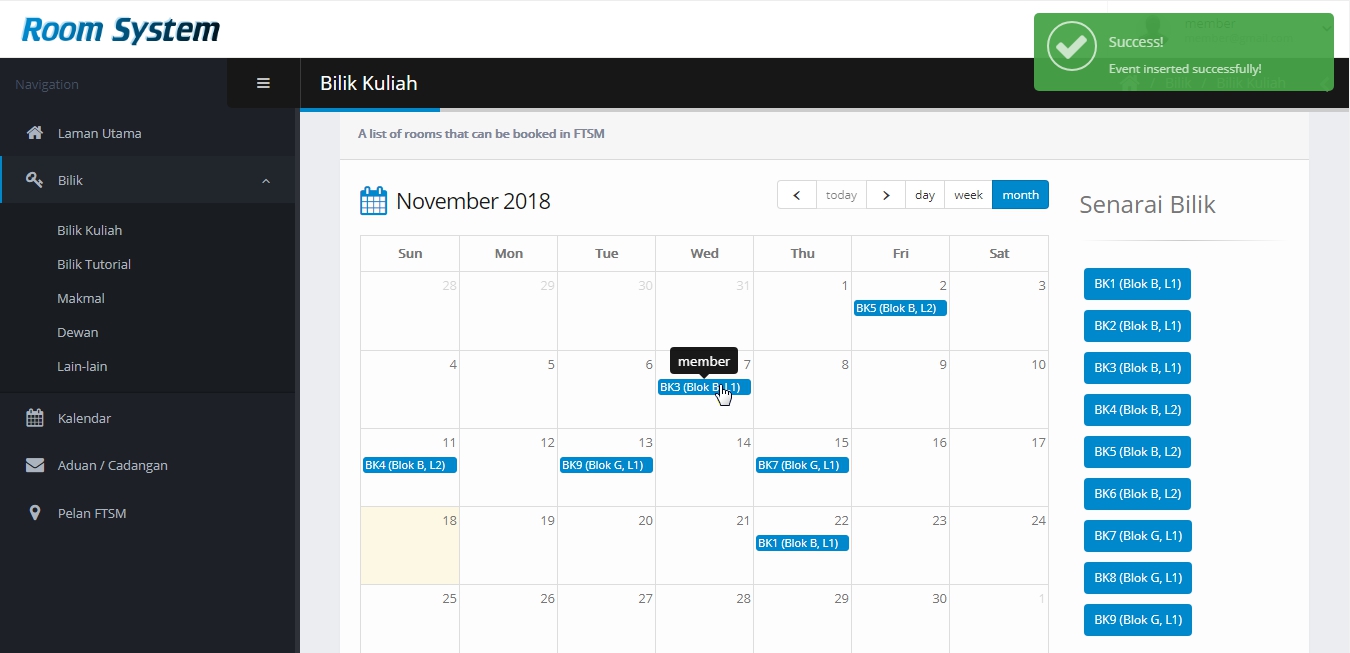 Room System
member
Success!
Event inserted successfully!
Navigation
Bilik Kuliah
Bilik Kuliah
Laman Utama
Bilik
Bilik Kuliah
Bilik Tutorial
Makmal
Dewan
Lain-lain
Kalendar
Aduan / Cadangan
Pelan FTSM
A list of rooms that can be booked in FTSM
November 2018
today
day
week
month
Sun Mon Tue Wed Thu Fri Sat
28 29 30 31 1 2 3
BK5 (Blok B, L2)
4 5 6 7 8 9 10
member
BK3 (Blok B, L1)
11 12 13 14 15 16 17
BK4 (Blok B, L2) BK9 (Blok G, L1) BK7 (Blok G, L1)
18 19 20 21 22 23 24
BK1 (Blok B, L1)
25 26 27 28 29 30 1
Senarai Bilik
BK1 (Blok B, L1)
BK2 (Blok B, L1)
BK3 (Blok B, L1)
BK4 (Blok B, L2)
BK5 (Blok B, L2)
BK6 (Blok B, L2)
BK7 (Blok G, L1)
BK8 (Blok G, L1)
BK9 (Blok G, L1)